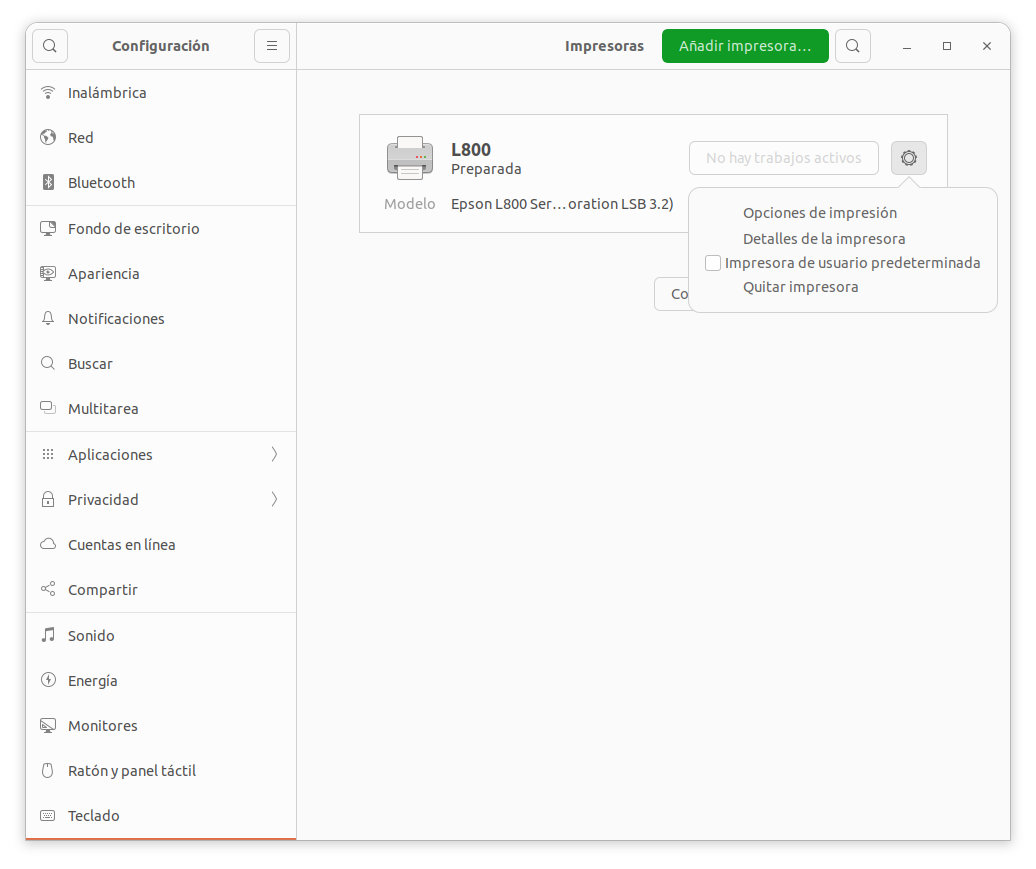 Configuración
Impresoras
Añadir impresora…
Inalámbrica
Red
Bluetooth
Fondo de escritorio
Apariencia
Notificaciones
Buscar
Multitarea
Aplicaciones
Privacidad
Cuentas en línea
Compartir
Sonido
Energía
Monitores
Ratón y panel táctil
Teclado
L800
Preparada
No hay trabajos activos
Modelo Epson L800 Ser…oration LSB 3.2)
Opciones de impresión
Detalles de la impresora
Impresora de usuario predeterminada
Quitar impresora
Co